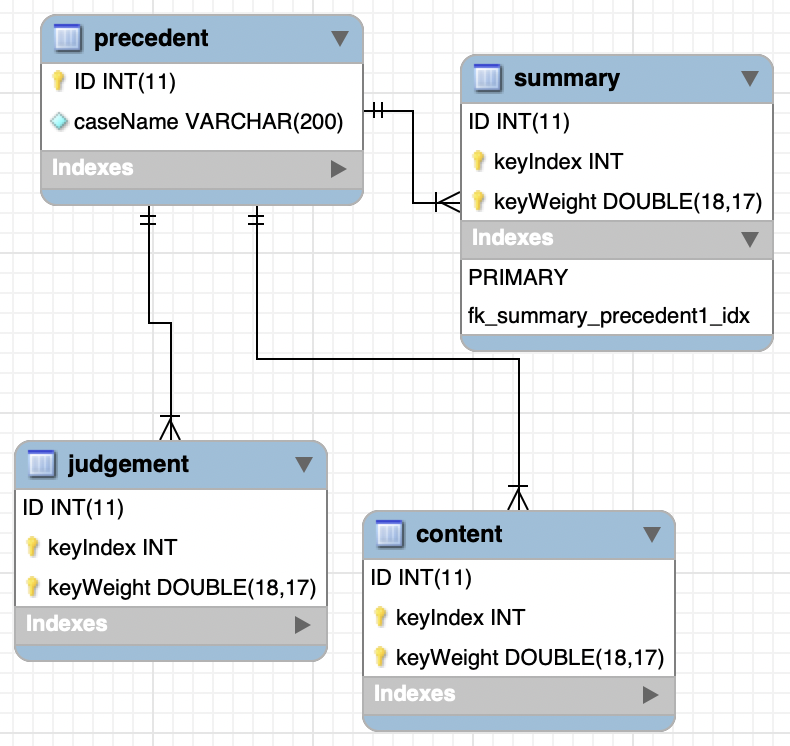 precedent
ID INT(11)
caseName VARCHAR(200)
Indexes
summary
ID INT(11)
keyIndex INT
keyWeight DOUBLE(18,17)
Indexes
PRIMARY
fk_summary_precedent1_idx
judgement
ID INT(11)
keyIndex INT
keyWeight DOUBLE(18,17)
Indexes
content
ID INT(11)
keyIndex INT
keyWeight DOUBLE(18,17)
Indexes